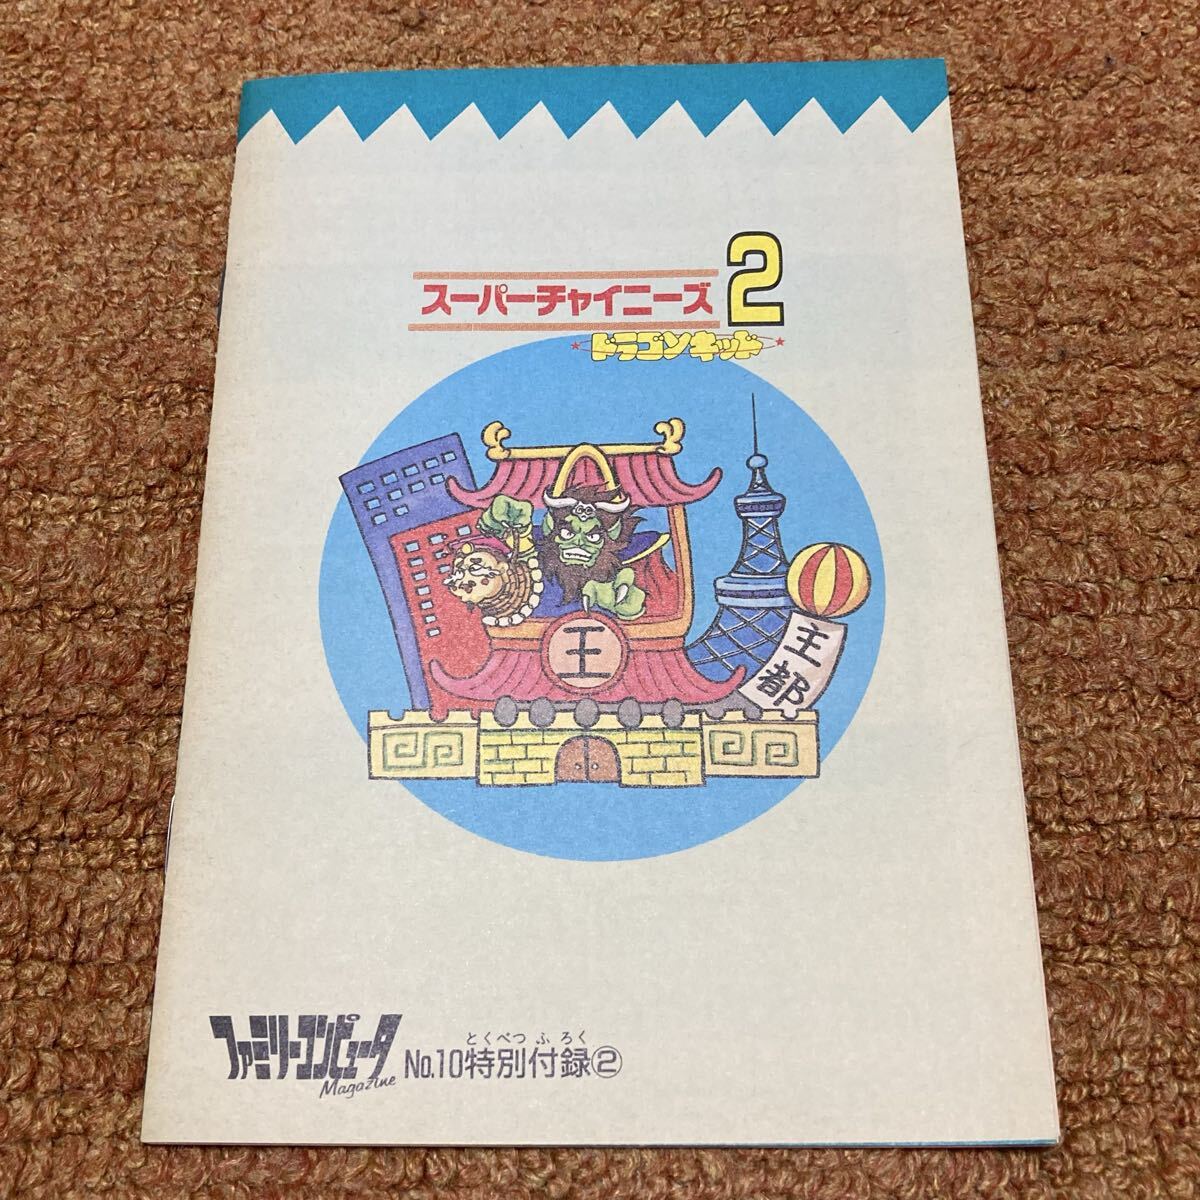 スーパーチャイニーズ2
ドラゴンキッド
王
王都
ファミリーコンピュータ
Magazine
とくべつふろく
No.10特別付録②